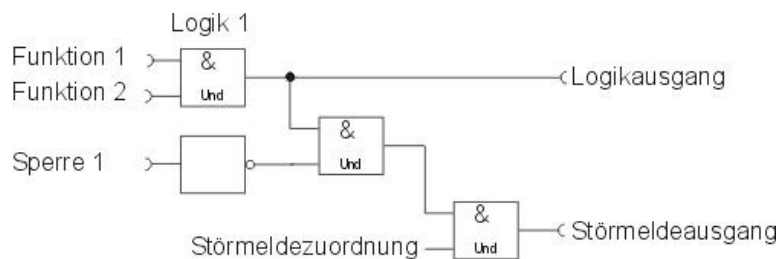 Logik 1
Funktion 1
&
Funktion 2
Und
Logikausgang
&
Sperre 1
Und
&
Störmeldeausgang
Störmeldezuordnung
Und